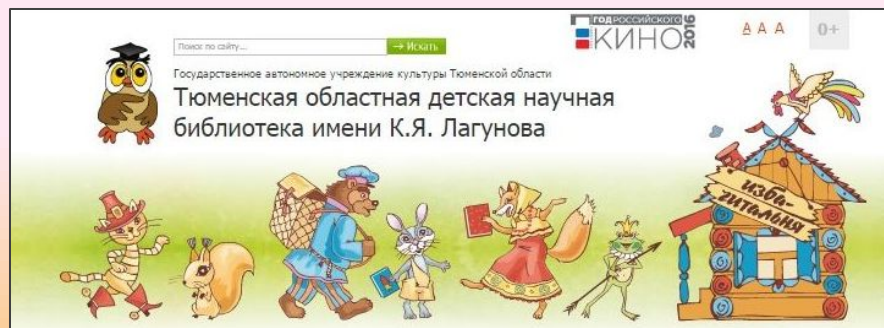 Поиск по сайту...
→ Искать
ГОД РОССИЙСКОГО
КИНО
2016
А А А
0+
Государственное автономное учреждение культуры Тюменской области
Тюменская областная детская научная
библиотека имени К.Я. Лагунова
изба-
читальня